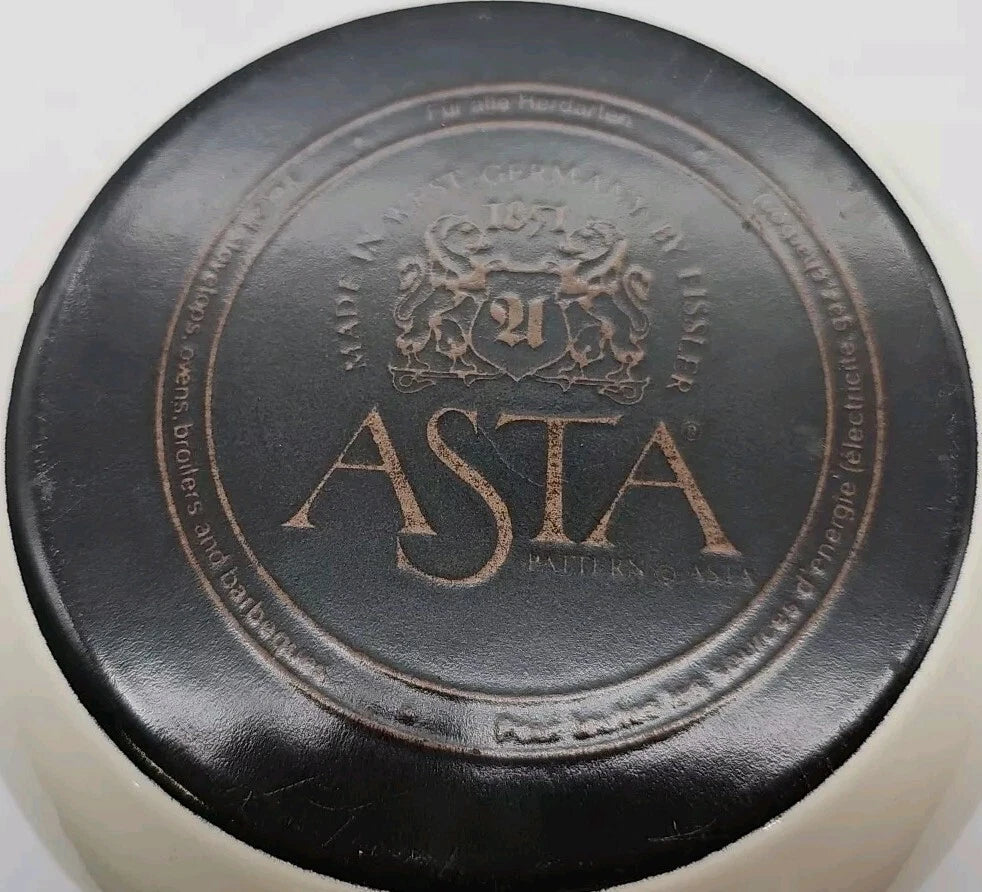 Für alle Herdarten
stovetops, ovens, broilers and barbecues
Pour toutes les sources d'énergie (électricité,
MADE IN WEST GERMANY BY FISSLER
1871
A
ASTA®
PATTERN © ASTA